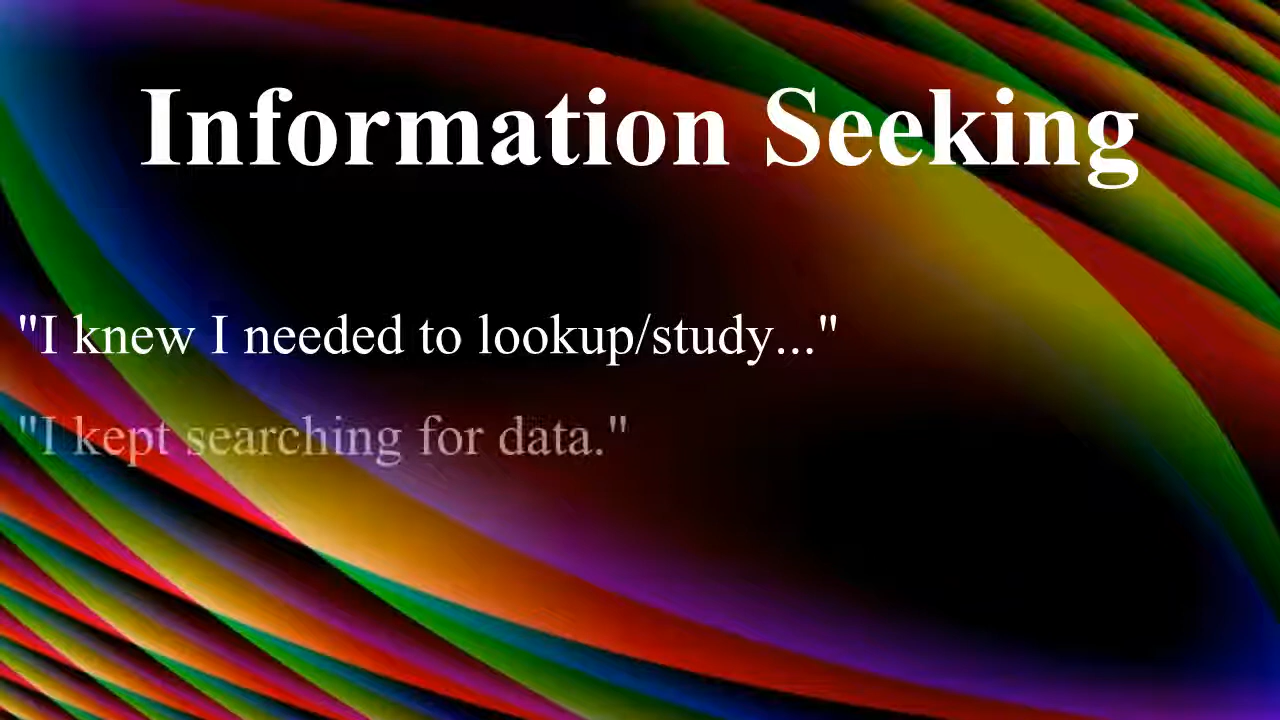 Information Seeking
"I knew I needed to lookup/study..."
"I kept searching for data."